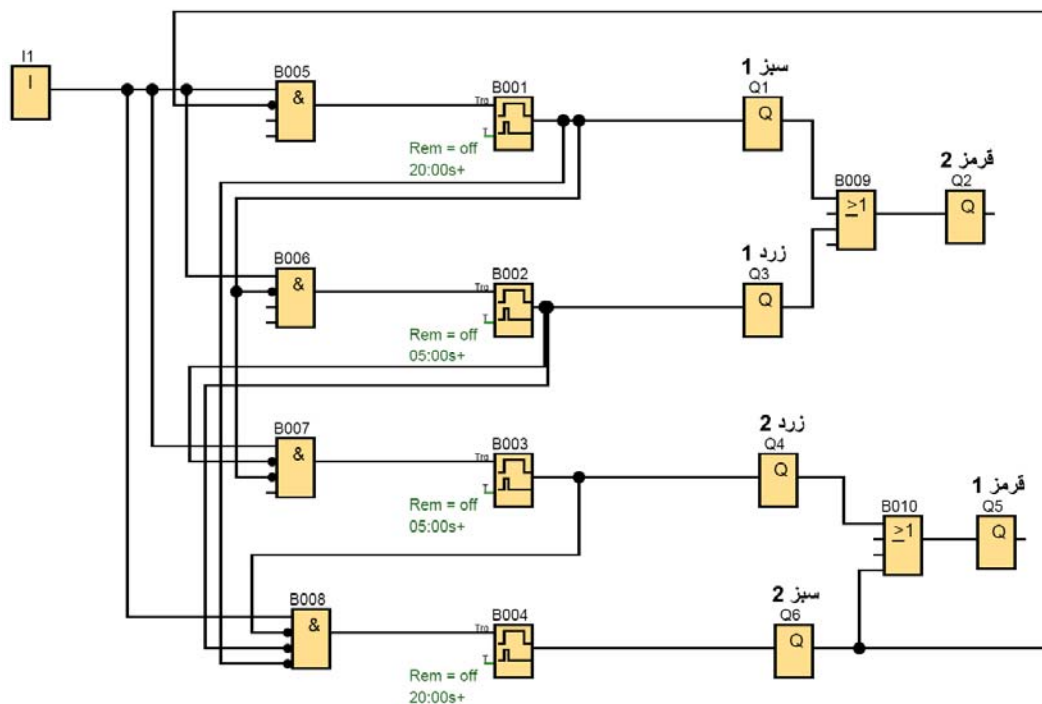 I1
I
B005
&
B001
Trg
T
Rem = off
20:00s+
سبز 1
Q1
Q
قرمز 2
Q2
Q
B009
>1
B006
&
B002
Trg
T
Rem = off
05:00s+
زرد 1
Q3
Q
B007
&
B003
Trg
T
Rem = off
05:00s+
زرد 2
Q4
Q
قرمز 1
Q5
Q
B010
>1
B008
&
B004
Trg
T
Rem = off
20:00s+
سبز 2
Q6
Q